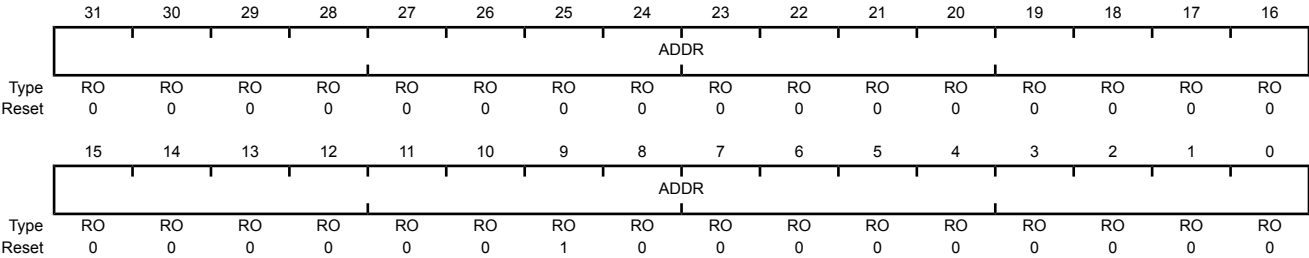 31 30 29 28 27 26 25 24 23 22 21 20 19 18 17 16
ADDR
Type RO RO RO RO RO RO RO RO RO RO RO RO RO RO RO RO
Reset 0 0 0 0 0 0 0 0 0 0 0 0 0 0 0 0
15 14 13 12 11 10 9 8 7 6 5 4 3 2 1 0
ADDR
Type RO RO RO RO RO RO RO RO RO RO RO RO RO RO RO RO
Reset 0 0 0 0 0 0 1 0 0 0 0 0 0 0 0 0